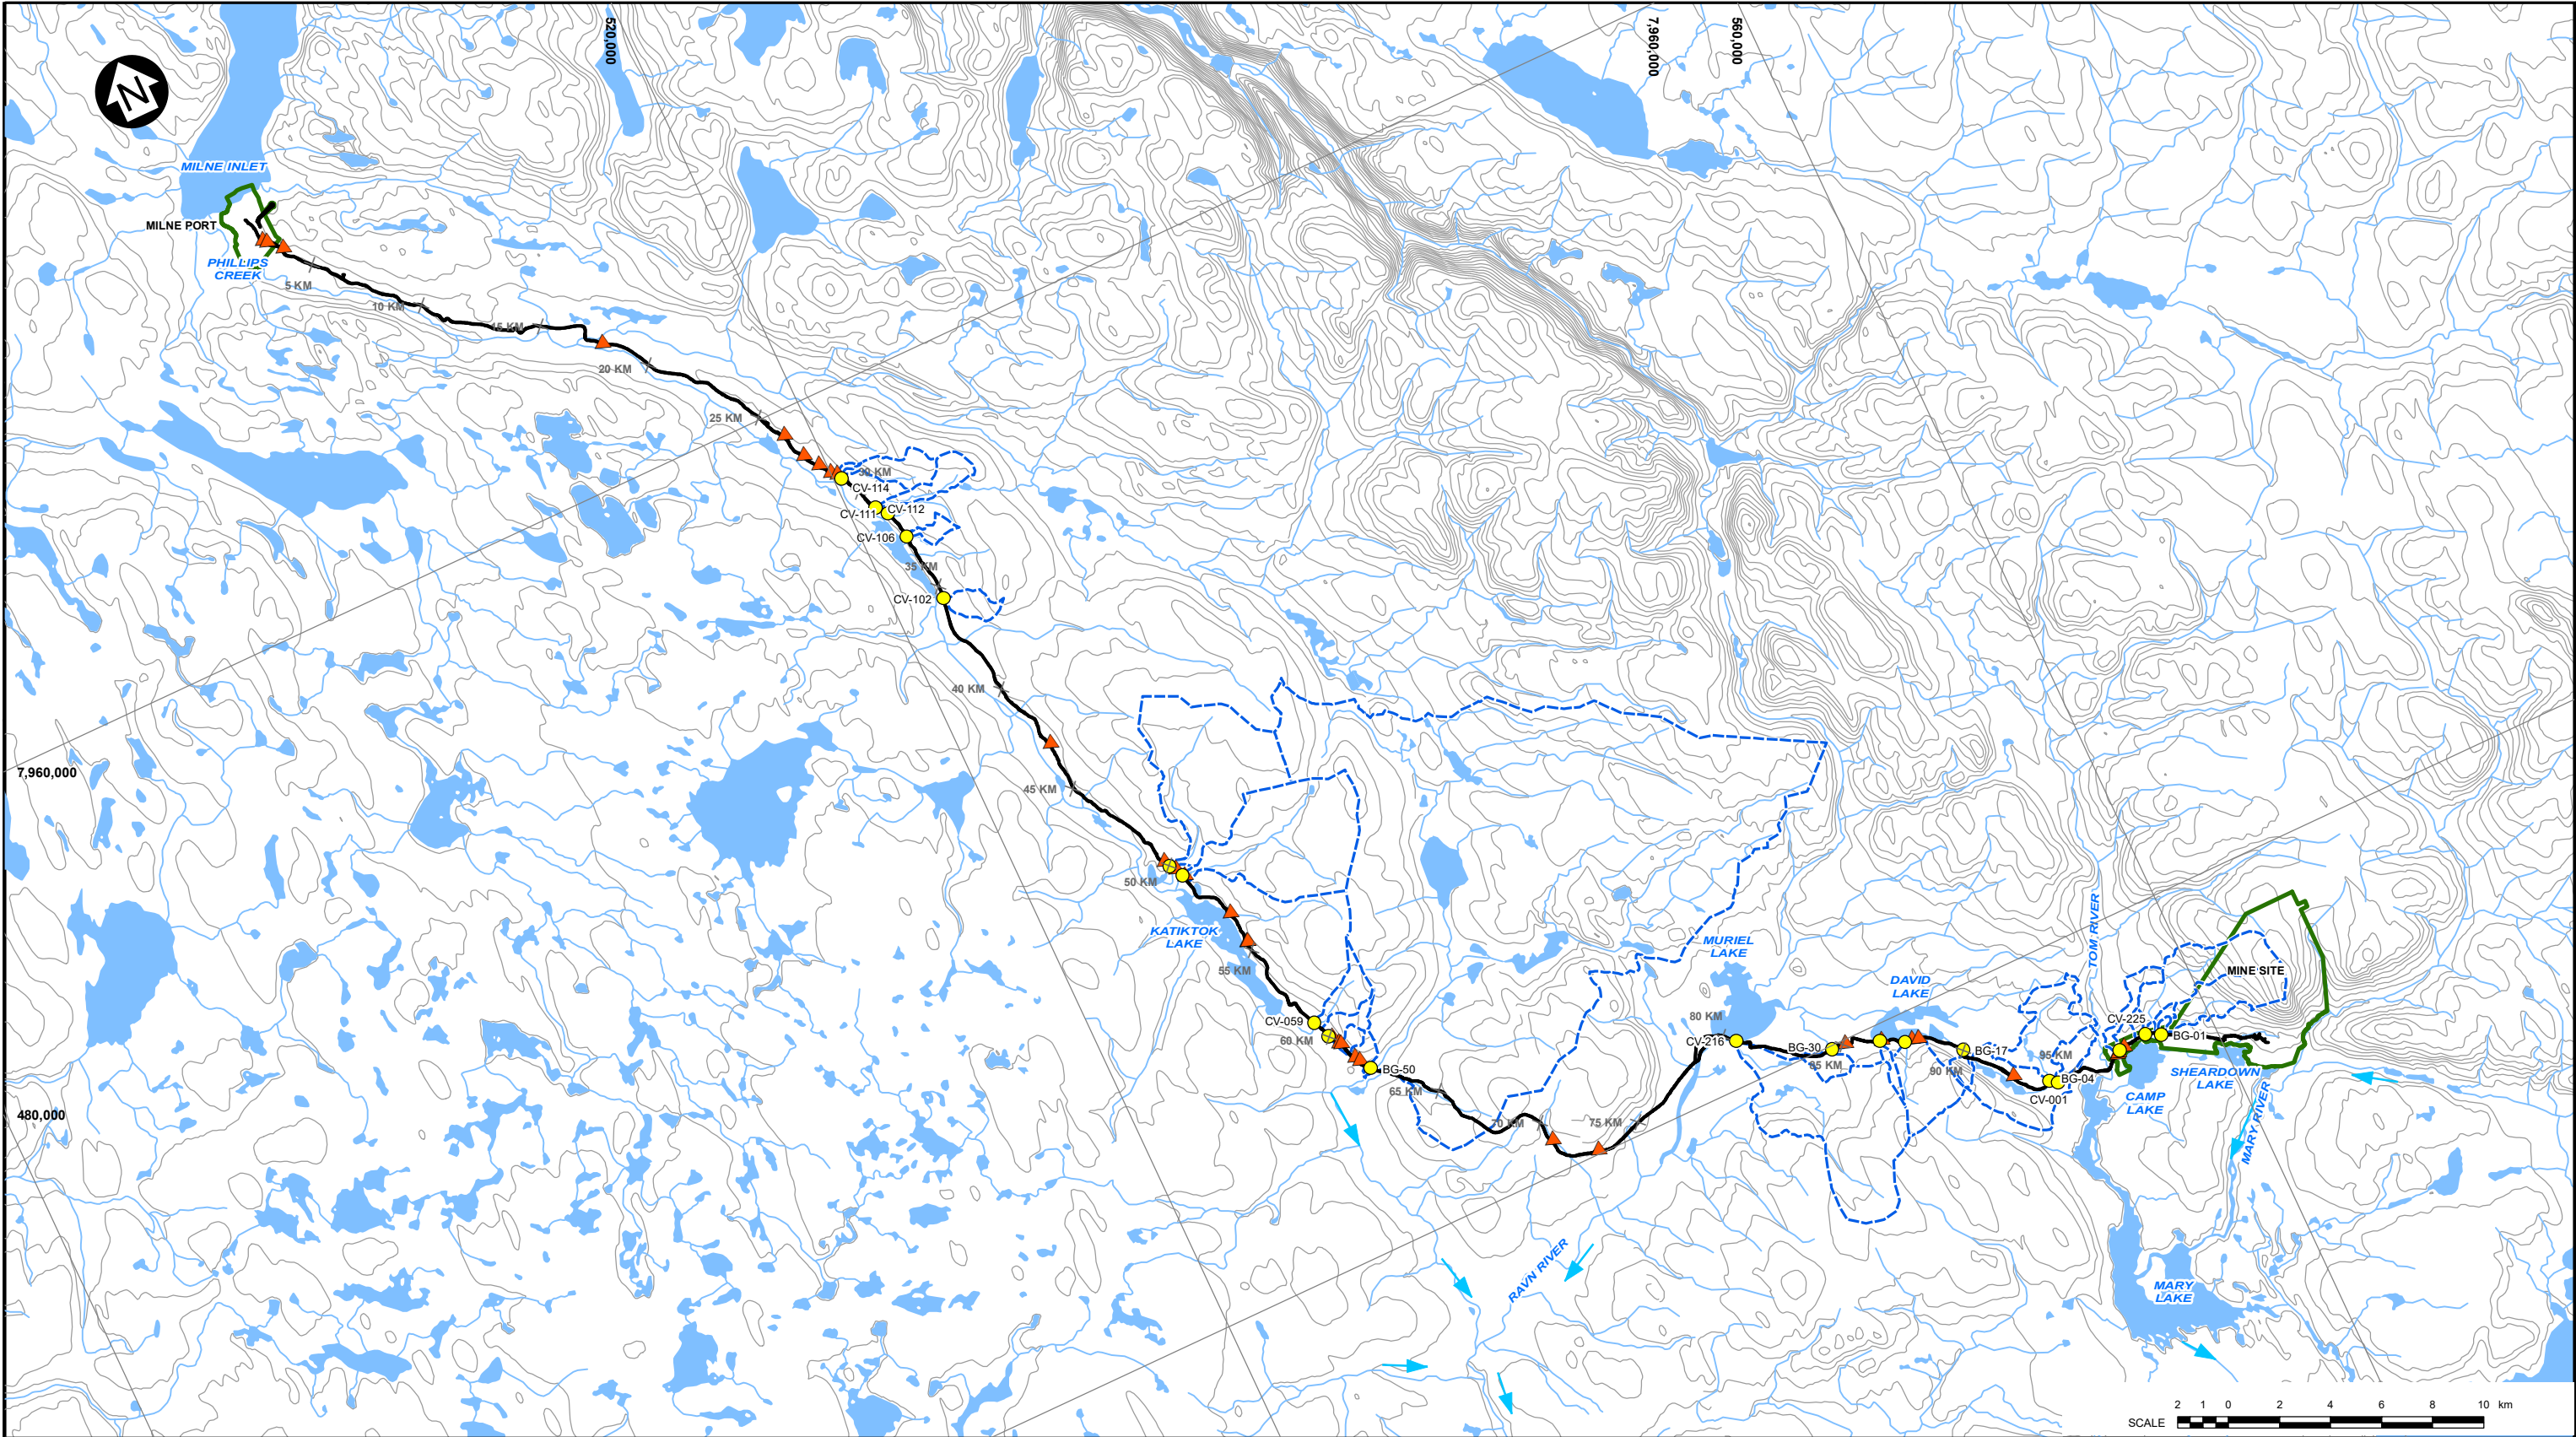 520,000
7,960,000
560,000
N
MILNE INLET
MILNE PORT
PHILLIPS
CREEK
5 KM
10 KM
15 KM
20 KM
25 KM
30 KM
CV-114
CV-111
CV-112
CV-106
35 KM
CV-102
40 KM
7,960,000
45 KM
50 KM
KATIKTOK
LAKE
55 KM
CV-059
60 KM
BG-50
65 KM
70 KM
75 KM
MURIEL
LAKE
80 KM
CV-216
BG-30
85 KM
DAVID
LAKE
BG-17
90 KM
95 KM
BG-04
CV-001
TOM RIVER
CV-225
BG-01
MINE SITE
SHEARDOWN
LAKE
CAMP
LAKE
MARY RIVER
480,000
RAVN RIVER
MARY
LAKE
SCALE
2 1 0 2 4 6 8 10 km